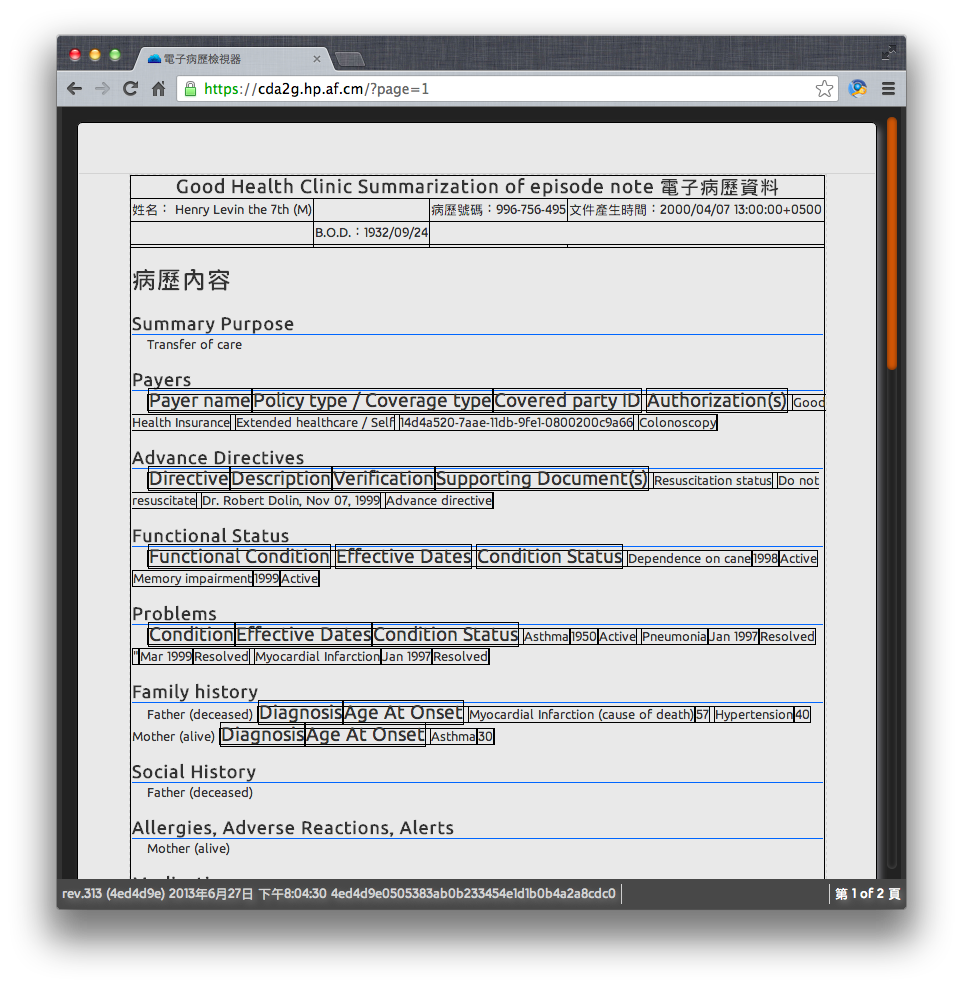 電子病歷檢視器
https://cda2g.hp.af.cm/?page=1
Good Health Clinic Summarization of episode note 電子病歷資料
姓名： Henry Levin the 7th (M) 病歷號碼：996-756-495 文件產生時間：2000/04/07 13:00:00+0500
B.O.D.：1932/09/24
病歷內容
Summary Purpose
Transfer of care
Payers
Payer name Policy type / Coverage type Covered party ID Authorization(s) Good
Health Insurance Extended healthcare / Self 14d4a520-7aae-11db-9fe1-0800200c9a66 Colonoscopy
Advance Directives
Directive Description Verification Supporting Document(s) Resuscitation status Do not
resuscitate Dr. Robert Dolin, Nov 07, 1999 Advance directive
Functional Status
Functional Condition Effective Dates Condition Status Dependence on cane 1998 Active
Memory impairment 1999 Active
Problems
Condition Effective Dates Condition Status Asthma 1950 Active Pneumonia Jan 1997 Resolved
" Mar 1999 Resolved Myocardial Infarction Jan 1997 Resolved
Family history
Father (deceased) Diagnosis Age At Onset Myocardial Infarction (cause of death) 57 Hypertension 40
Mother (alive) Diagnosis Age At Onset Asthma 30
Social History
Father (deceased)
Allergies, Adverse Reactions, Alerts
Mother (alive)
rev.313 (4ed4d9e) 2013年6月27日 下午8:04:30 4ed4d9e0505383ab0b233454e1d1b0b4a2a8cdc0 第 1 of 2 頁